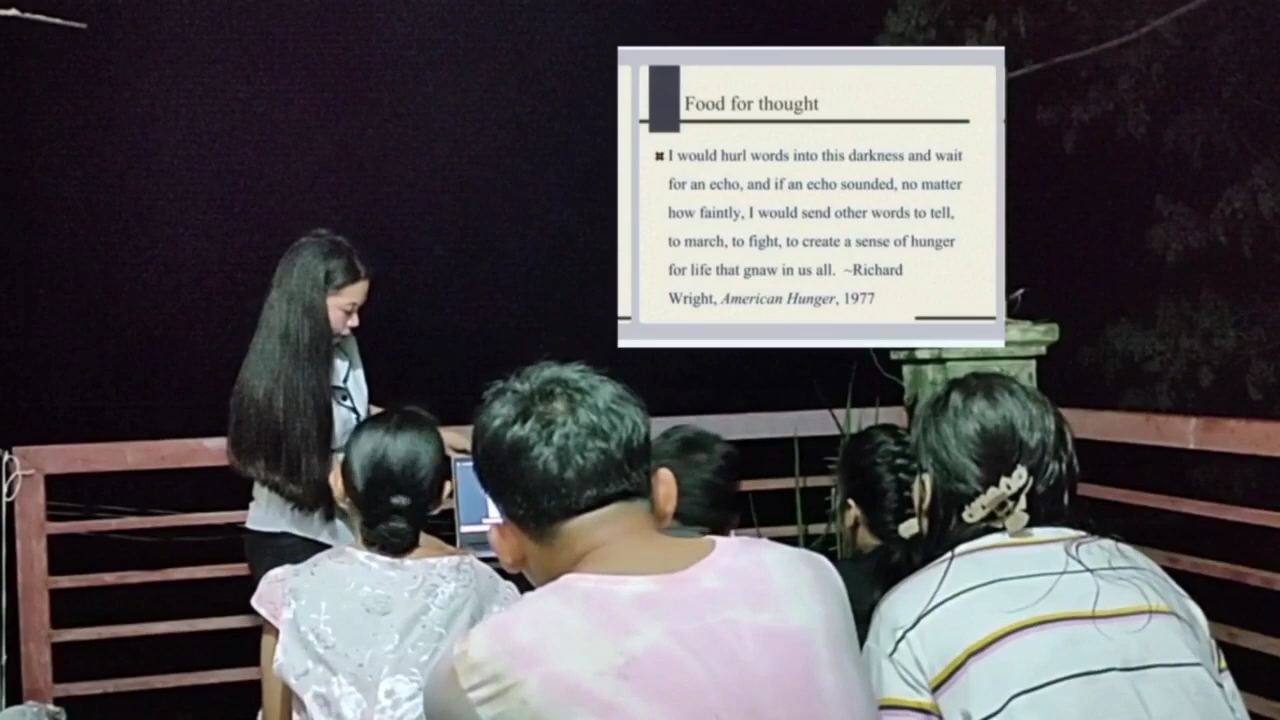 Food for thought
I would hurl words into this darkness and wait
for an echo, and if an echo sounded, no matter
how faintly, I would send other words to tell,
to march, to fight, to create a sense of hunger
for life that gnaw in us all. ~Richard
Wright, American Hunger, 1977